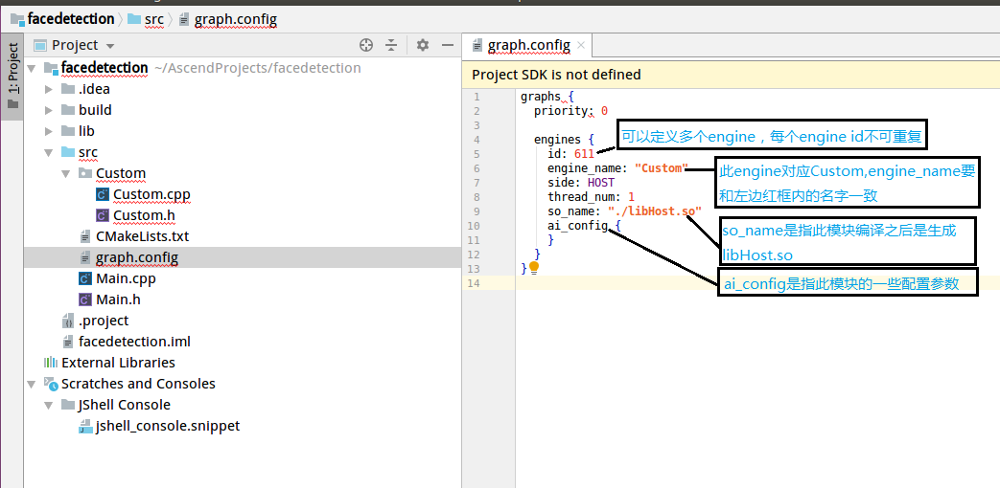 facedetection
src
graph.config
Project
1: Project
facedetection ~/AscendProjects/facedetection
.idea
build
lib
src
Custom
Custom.cpp
Custom.h
CMakeLists.txt
graph.config
Main.cpp
Main.h
.project
facedetection.iml
External Libraries
Scratches and Consoles
JShell Console
jshell_console.snippet
graph.config
Project SDK is not defined
1 graphs {
2 priority: 0
3
4 engines {
5 id: 611
6 engine_name: "Custom"
7 side: HOST
8 thread_num: 1
9 so_name: "./libHost.so"
10 ai_config {
11 }
12 }
13 }
14
可以定义多个engine，每个engine id不可重复
此engine对应Custom,engine_name要
和左边红框内的名字一致
so_name是指此模块编译之后是生成
libHost.so
ai_config是指此模块的一些配置参数